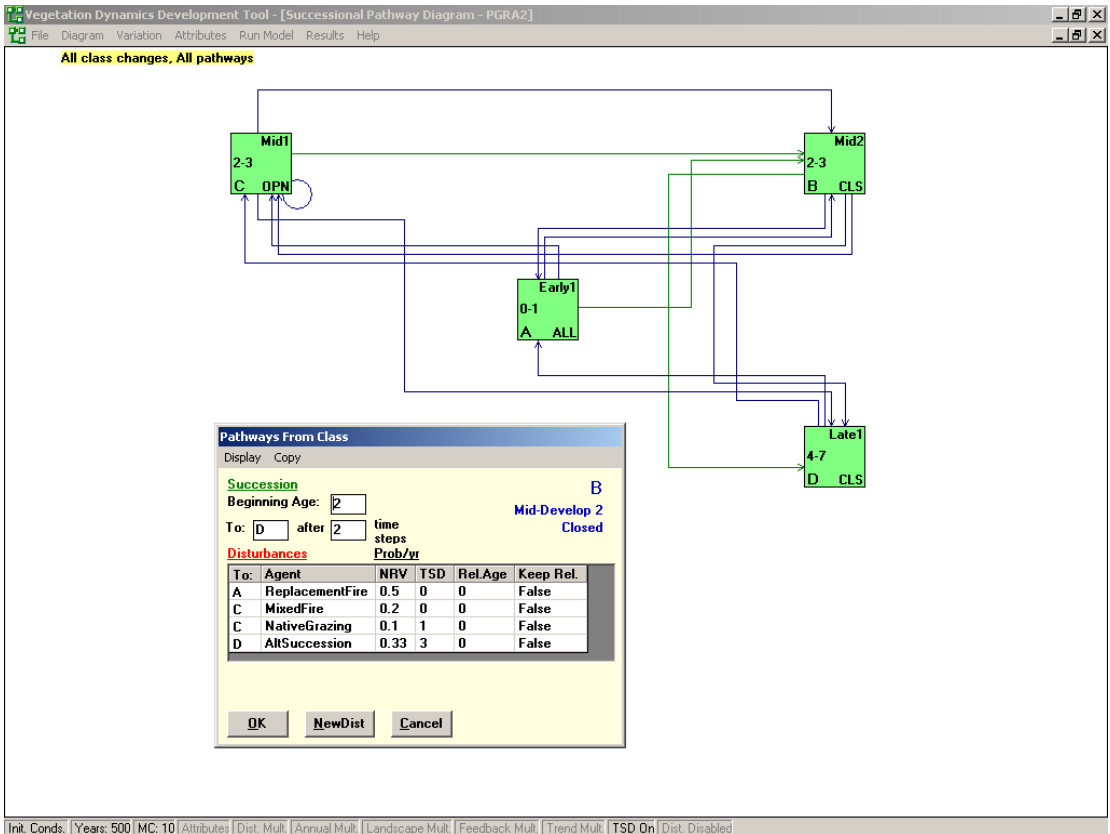 Vegetation Dynamics Development Tool - [Successional Pathway Diagram - PGRA2]
File Diagram Variation Attributes Run Model Results Help
All class changes, All pathways
Mid1
2-3
C OPN
Mid2
2-3
B CLS
Early1
0-1
A ALL
Late1
4-7
D CLS
Pathways From Class
Display Copy
Succession
B
Beginning Age: 2
Mid-Develop 2
To: D after 2 time steps
Closed
Disturbances Prob/yr
To: Agent NRV TSD Rel.Age Keep Rel.
A ReplacementFire 0.5 0 0 False
C MixedFire 0.2 0 0 False
C NativeGrazing 0.1 1 0 False
D AltSuccession 0.33 3 0 False
OK NewDist Cancel
Init. Conds. Years: 500 MC: 10 Attributes Dist. Mult. Annual Mult. Landscape Mult. Feedback Mult. Trend Mult. TSD On Dist. Disabled